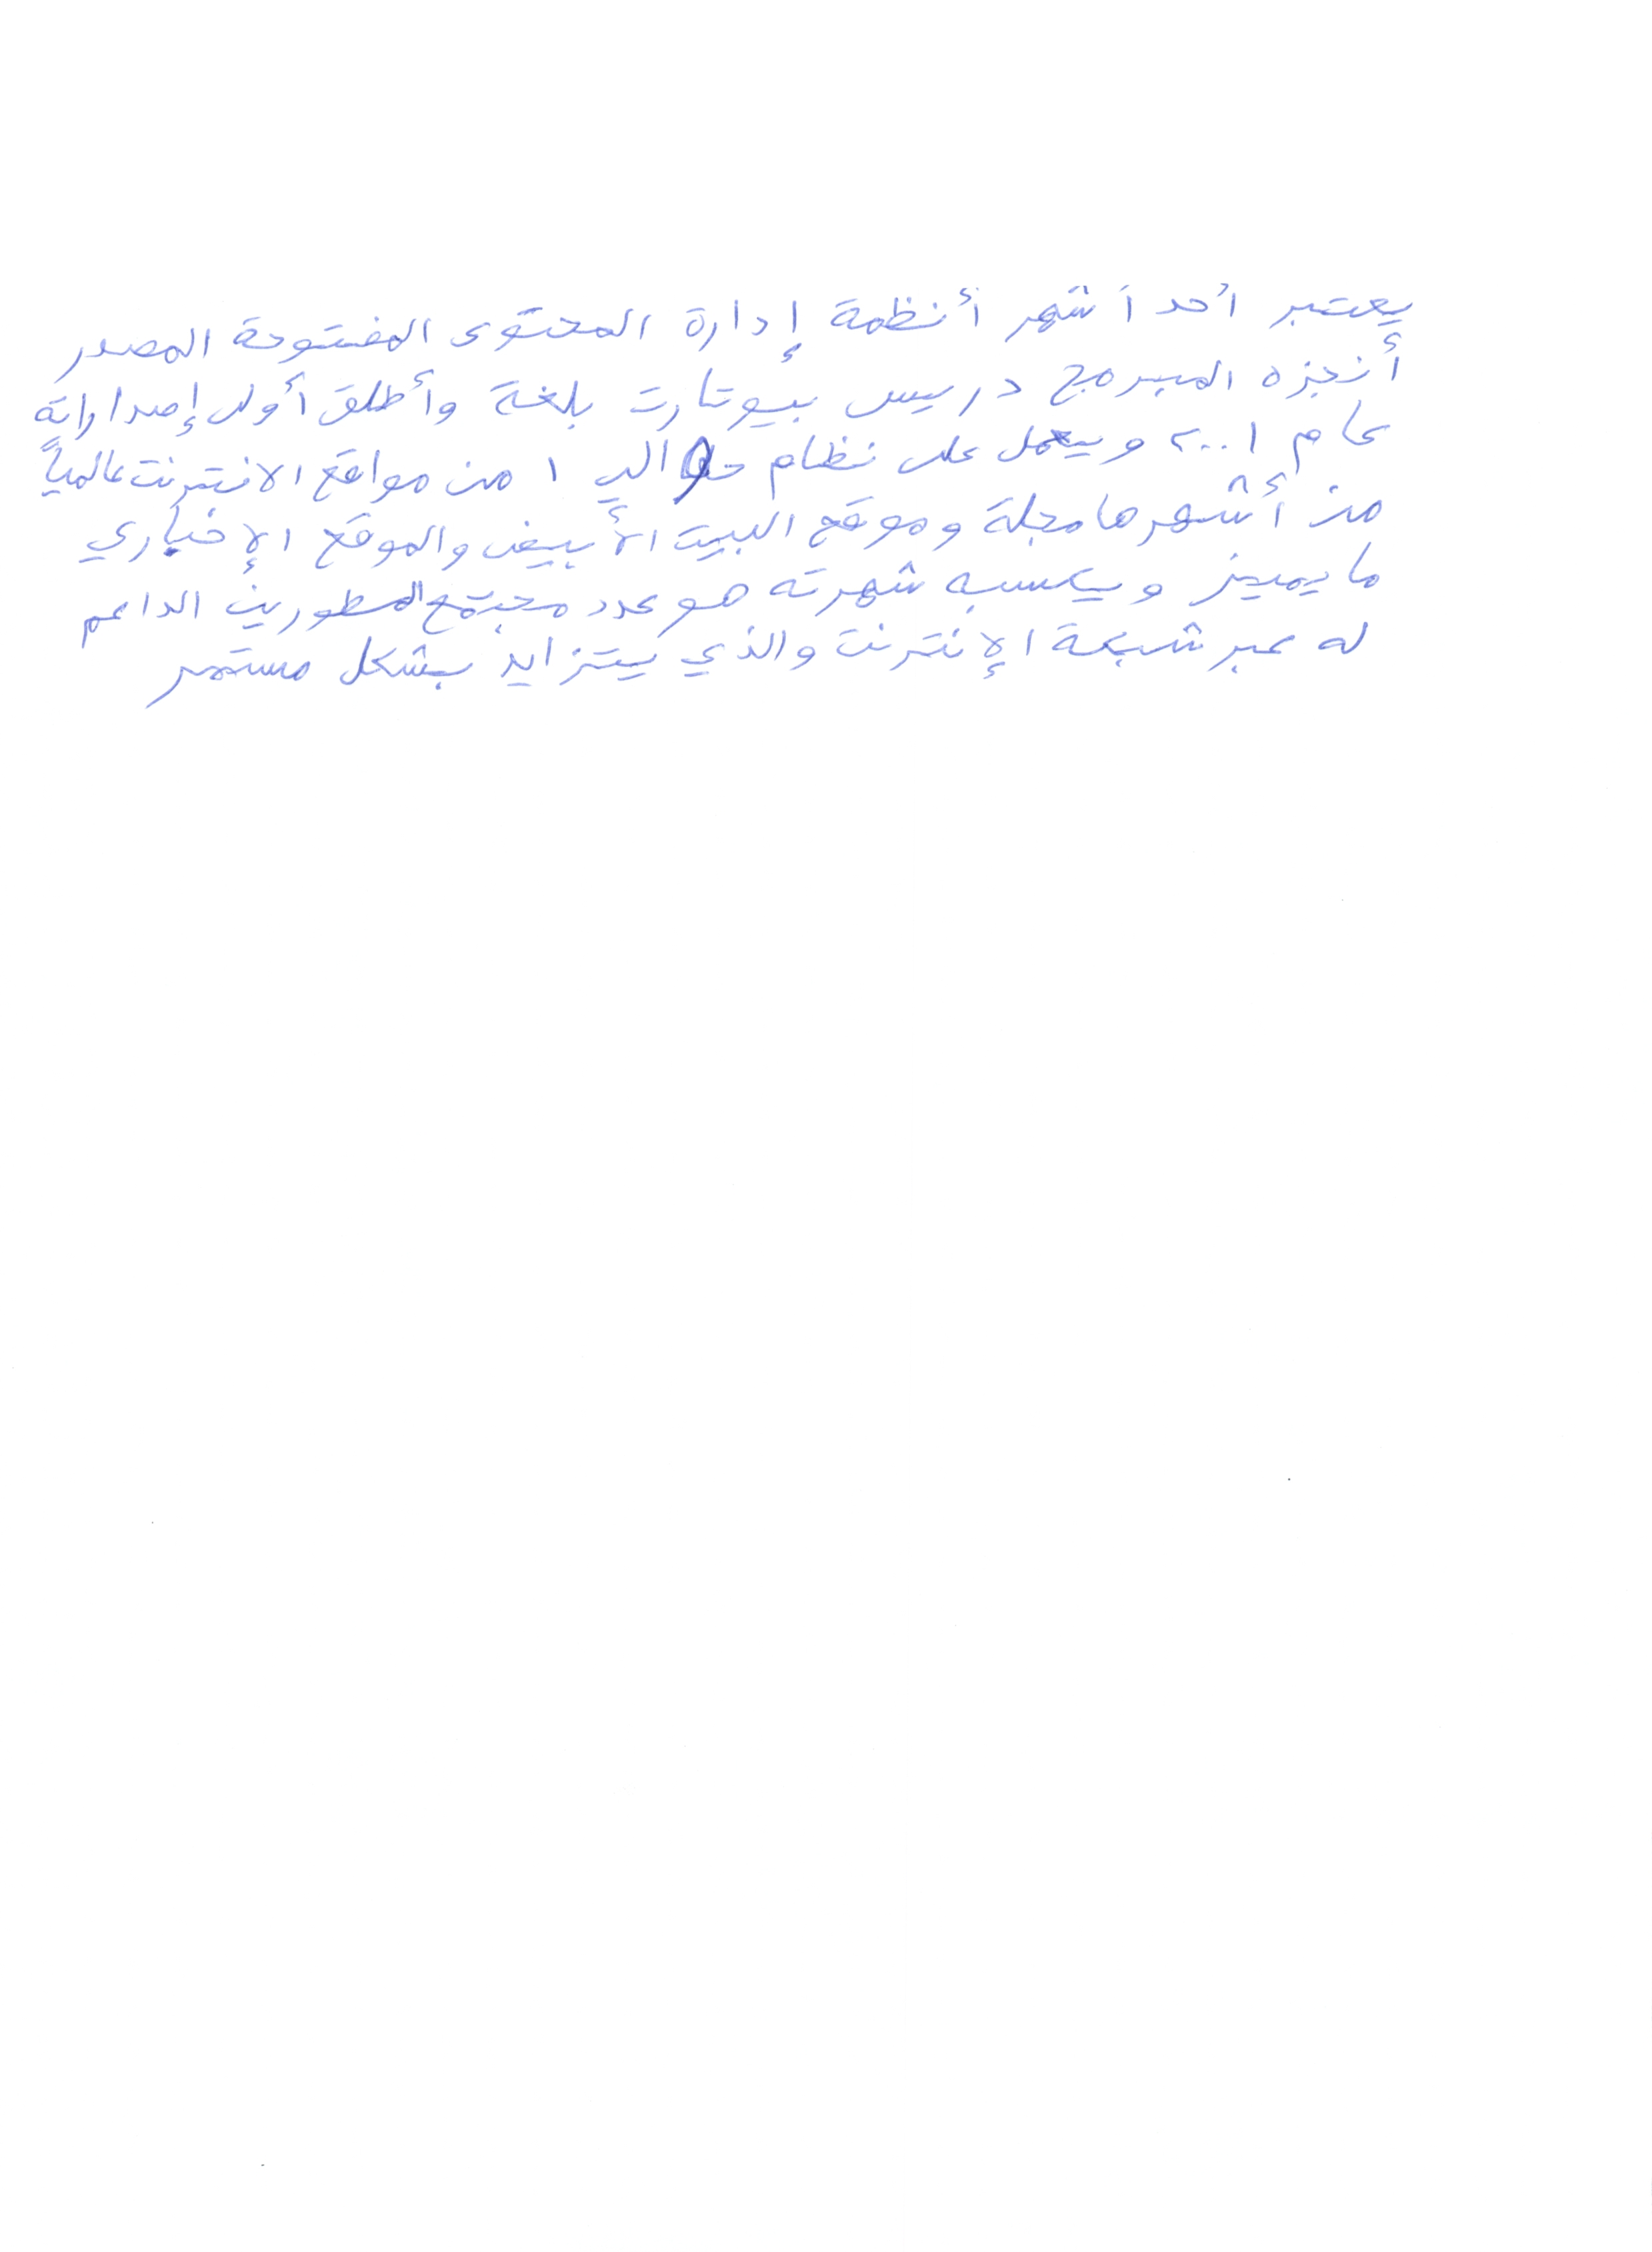 يعتبر أحد أشهر أنظمة إدارة المحتوى المفتوحة المصدر
أنجزه المبرمج دريس بيوتارت بلغة وأطلق أولى إصداراته
عام ٢٠٠١ ويعمل على نظام حوالي ١ من مواقع الانترنت عالمياً
من أشهرها مجلة وموقع البيت الأبيض والموقع الإخباري
ما يميز ويكسبه شهرته هو عدد مجتمع المطورين الداعم
له عبر شبكة الإنترنت والذي يتزايد بشكل مستمر